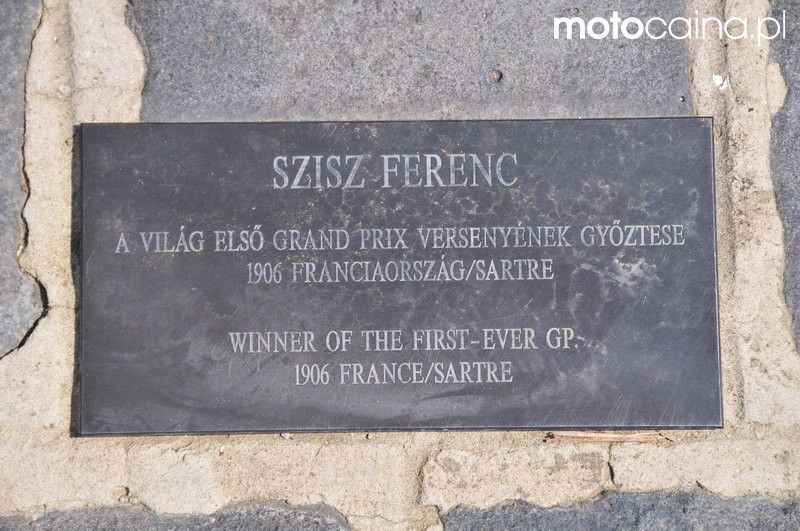 motocaina.pl
SZISZ FERENC
A VILÁG ELSŐ GRAND PRIX VERSENYÉNEK GYŐZTESE
1906 FRANCIAORSZÁG/SARTRE
WINNER OF THE FIRST-EVER GP.
1906 FRANCE/SARTRE